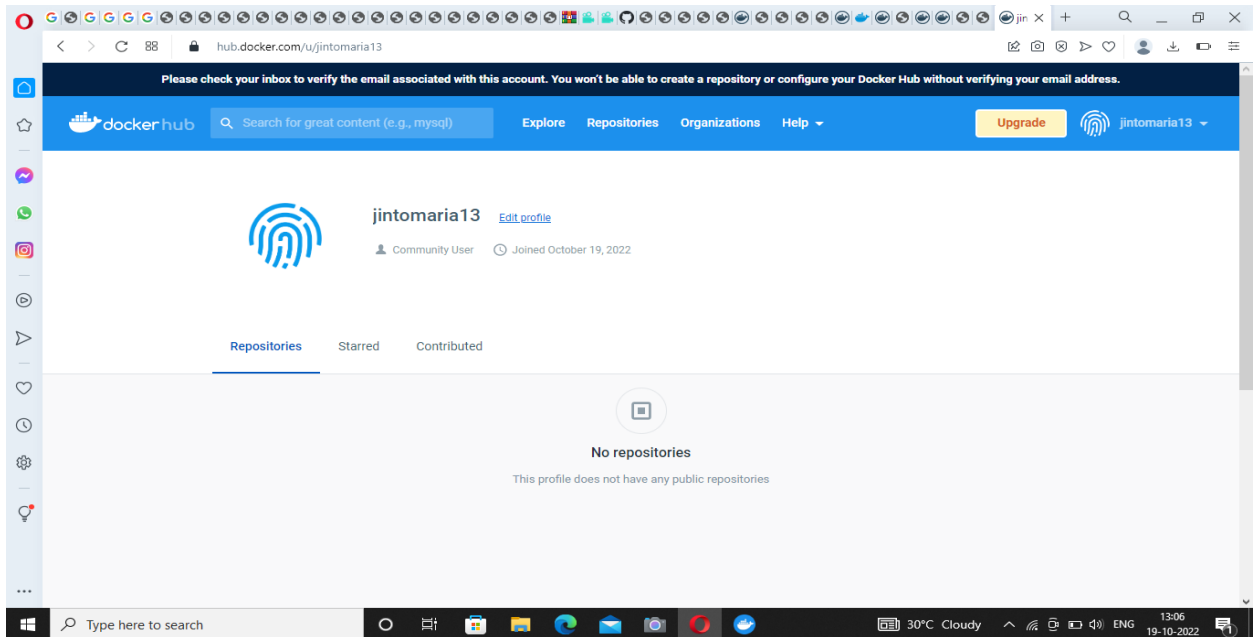 jin
hub.docker.com/u/jintomaria13
Please check your inbox to verify the email associated with this account. You won't be able to create a repository or configure your Docker Hub without verifying your email address.
dockerhub
Search for great content (e.g., mysql)
Explore
Repositories
Organizations
Help
Upgrade
jintomaria13
jintomaria13
Edit profile
Community User
Joined October 19, 2022
Repositories
Starred
Contributed
No repositories
This profile does not have any public repositories
Type here to search
30°C Cloudy
ENG
13:06
19-10-2022
1